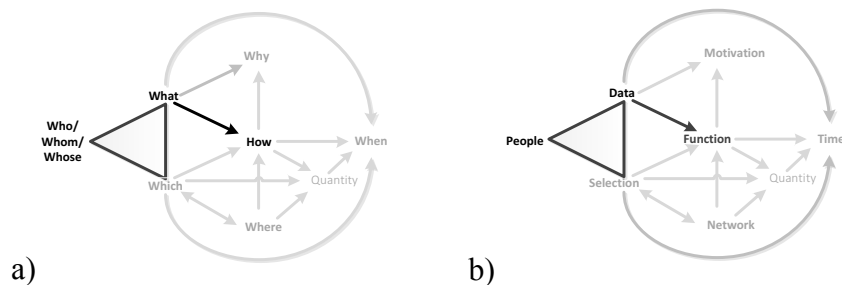 Why
What
Who/
Whom/
Whose
How
When
Which
Quantity
Where
a)
Motivation
Data
People
Function
Time
Selection
Quantity
Network
b)